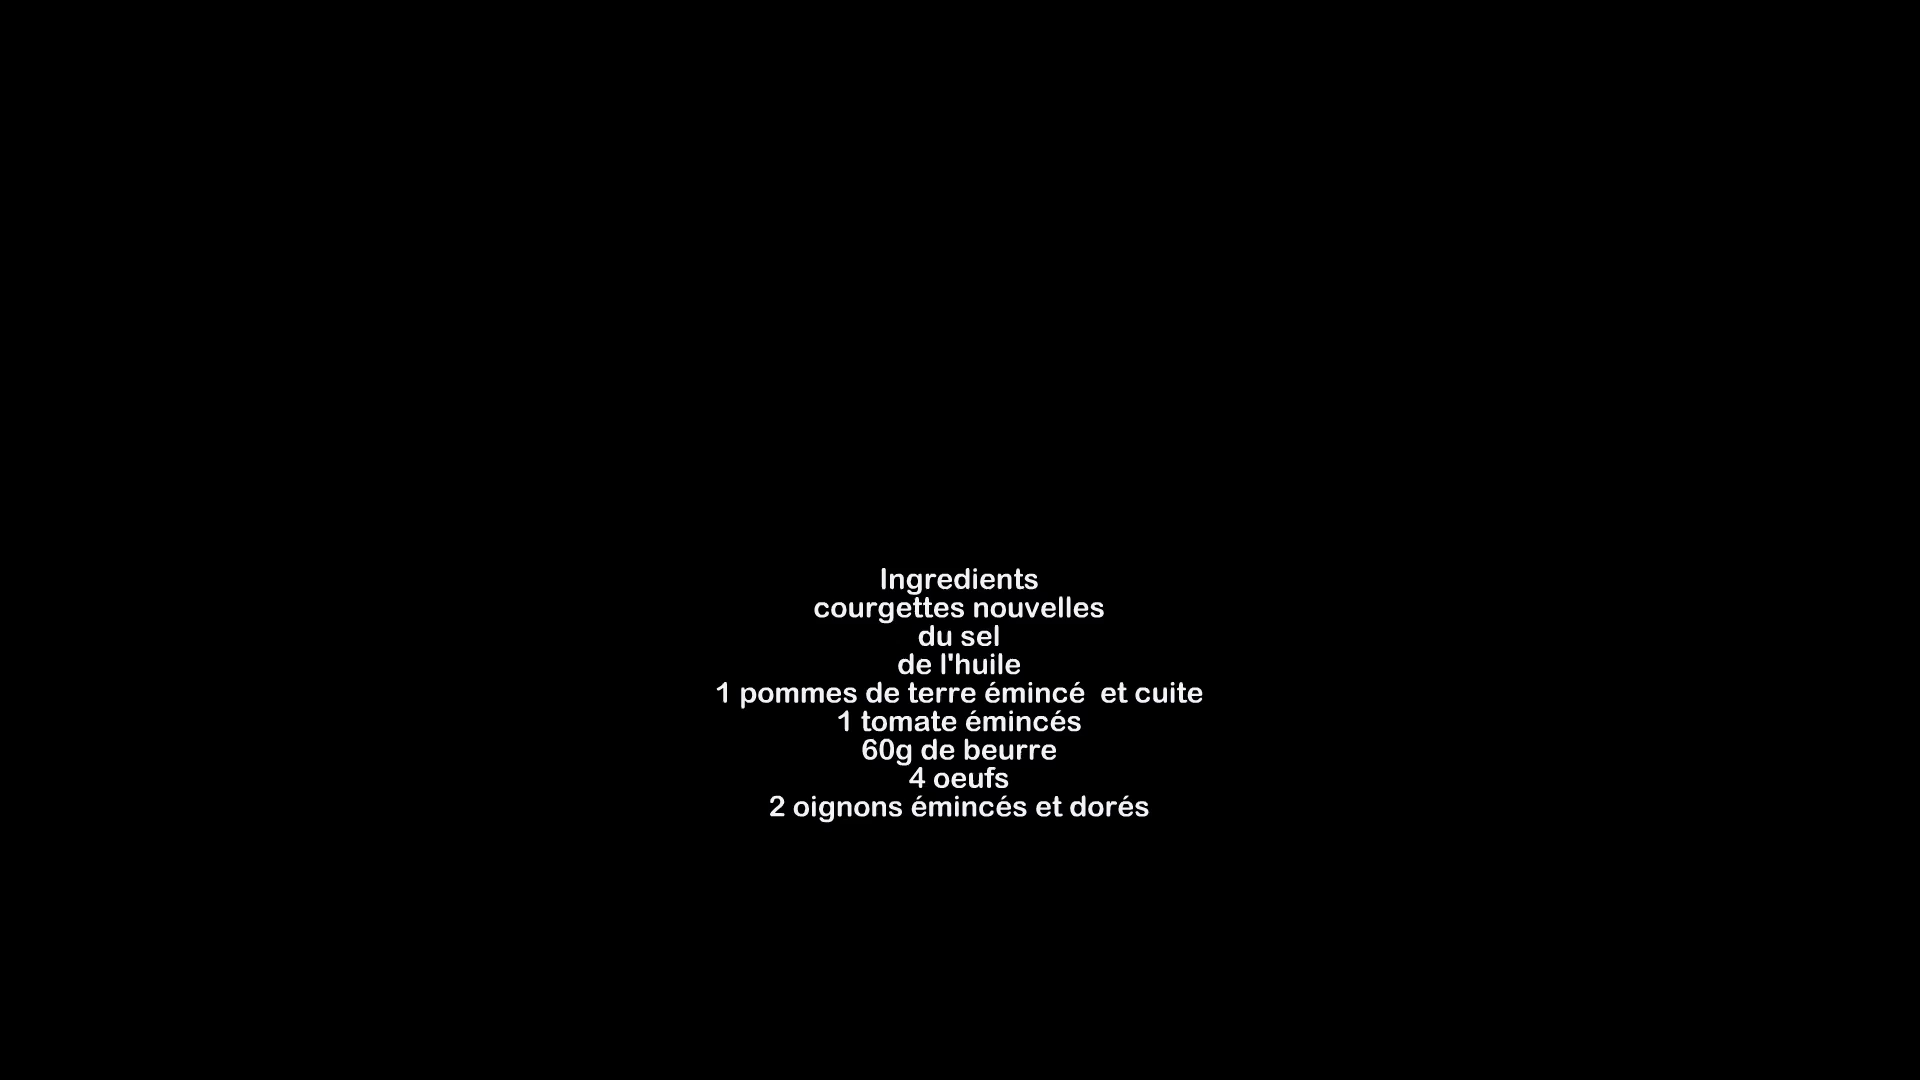 Ingredients
courgettes nouvelles
du sel
de l'huile
1 pommes de terre émincé  et cuite
1 tomate émincés
60g de beurre
4 oeufs
2 oignons émincés et dorés